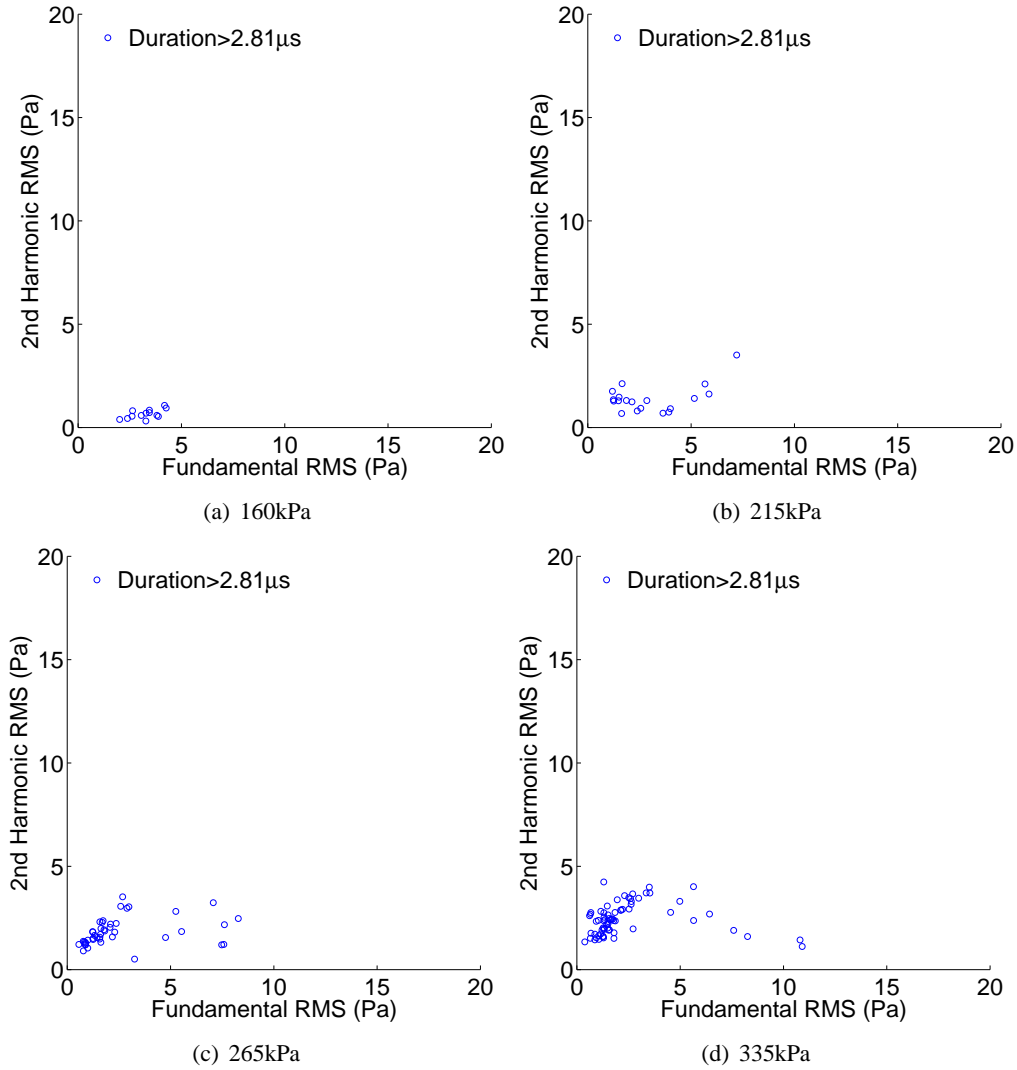 Duration>2.81μs
2nd Harmonic RMS (Pa)
20
15
10
5
0
0 5 10 15 20
Fundamental RMS (Pa)
(a) 160kPa
Duration>2.81μs
2nd Harmonic RMS (Pa)
20
15
10
5
0
0 5 10 15 20
Fundamental RMS (Pa)
(b) 215kPa
Duration>2.81μs
2nd Harmonic RMS (Pa)
20
15
10
5
0
0 5 10 15 20
Fundamental RMS (Pa)
(c) 265kPa
Duration>2.81μs
2nd Harmonic RMS (Pa)
20
15
10
5
0
0 5 10 15 20
Fundamental RMS (Pa)
(d) 335kPa